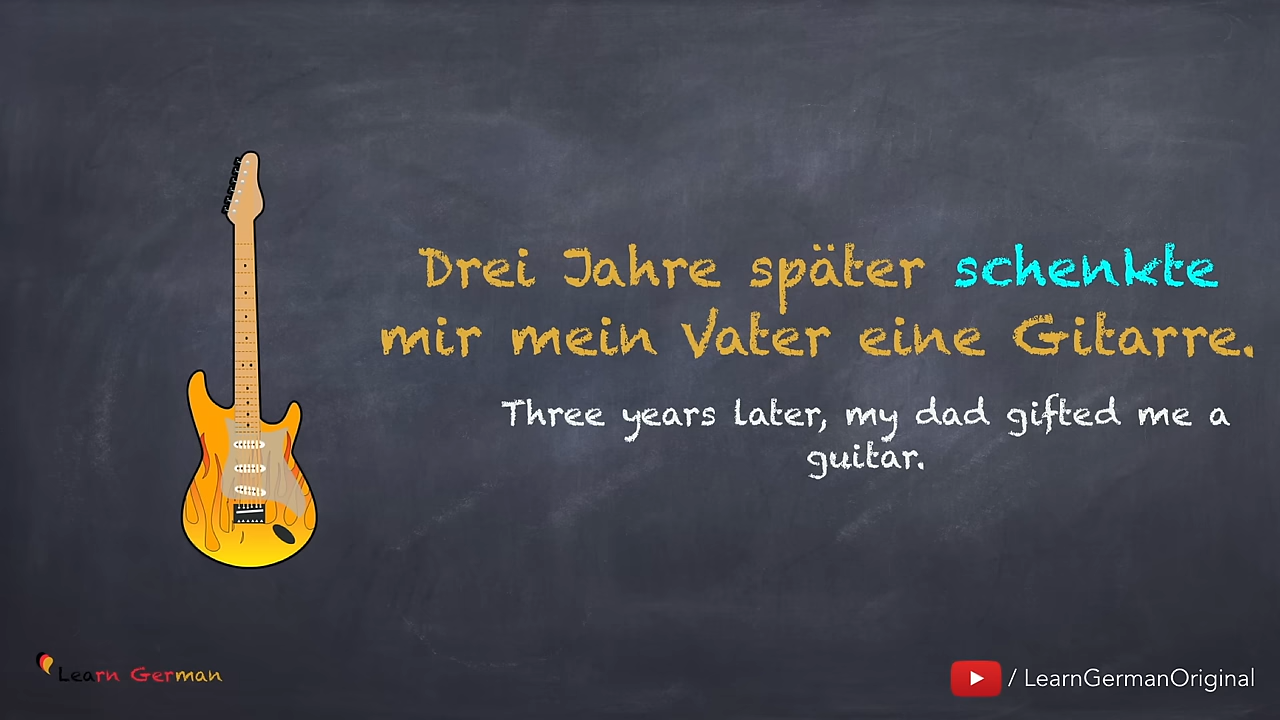 Drei Jahre später schenkte
mir mein Vater eine Gitarre.
Three years later, my dad gifted me a
guitar.
Learn German
/ LearnGermanOriginal